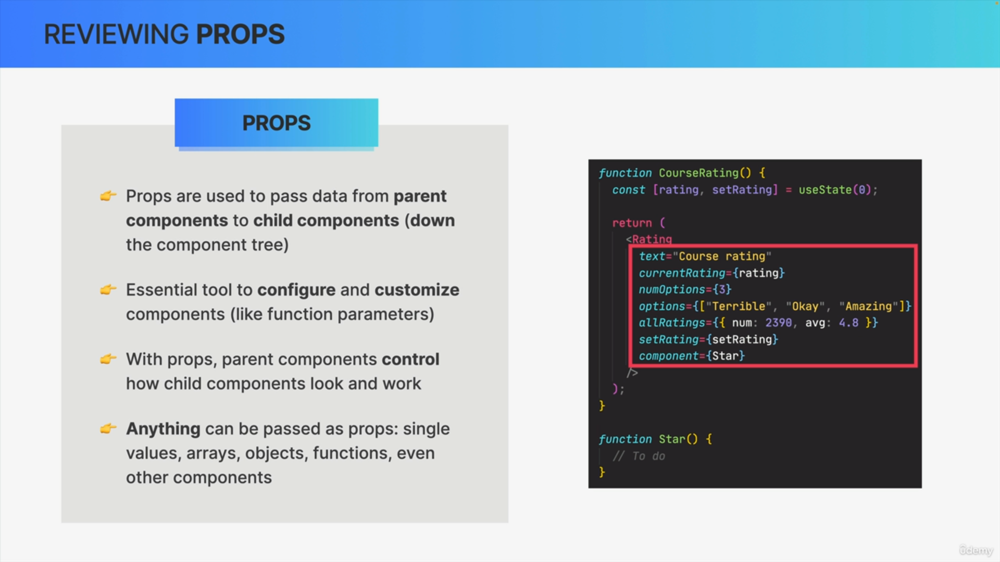 REVIEWING PROPS
PROPS
👉 Props are used to pass data from parent
components to child components (down
the component tree)
👉 Essential tool to configure and customize
components (like function parameters)
👉 With props, parent components control
how child components look and work
👉 Anything can be passed as props: single
values, arrays, objects, functions, even
other components
function CourseRating() {
  const [rating, setRating] = useState(0);
  return (
    <Rating
      text="Course rating"
      currentRating={rating}
      numOptions={3}
      options={["Terrible", "Okay", "Amazing"]}
      allRatings={{ num: 2390, avg: 4.8 }}
      setRating={setRating}
      component={Star}
    />
  );
}
function Star() {
  // To do
}
ûdemy